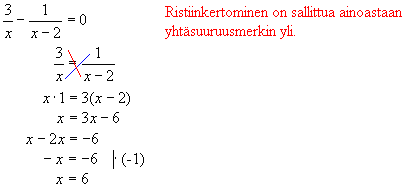 3/x − 1/(x − 2) = 0
Ristiinkertominen on sallittua ainoastaan
yhtäsuuruusmerkin yli.
3/x = 1/(x − 2)
x · 1 = 3(x − 2)
x = 3x − 6
x − 2x = −6
− x = −6 |· (-1)
x = 6